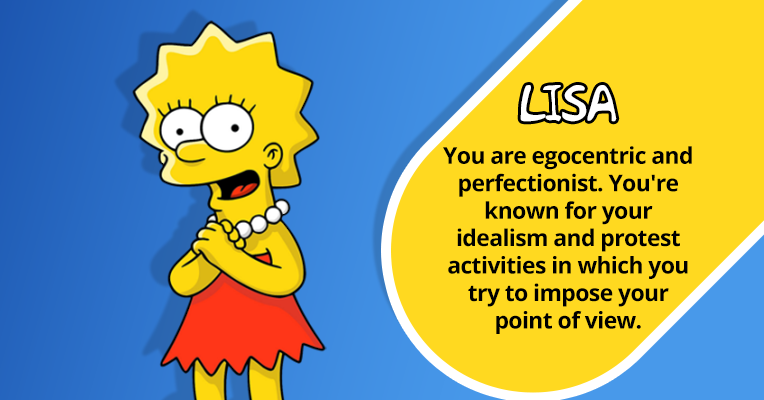 LISA
You are egocentric and
perfectionist. You're
known for your
idealism and protest
activities in which you
try to impose your
point of view.